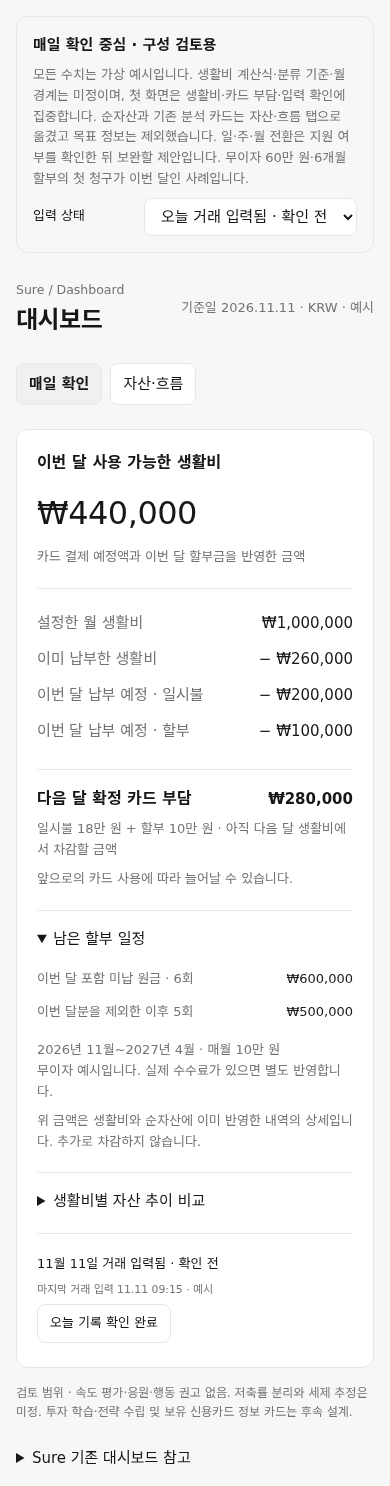 매일 확인 중심 · 구성 검토용
모든 수치는 가상 예시입니다. 생활비 계산식·분류 기준·월
경계는 미정이며, 첫 화면은 생활비·카드 부담·입력 확인에
집중합니다. 순자산과 기존 분석 카드는 자산·흐름 탭으로
옮겼고 목표 정보는 제외했습니다. 일·주·월 전환은 지원 여
부를 확인한 뒤 보완할 제안입니다. 무이자 60만 원·6개월
할부의 첫 청구가 이번 달인 사례입니다.
입력 상태
오늘 거래 입력됨 · 확인 전
Sure / Dashboard
대시보드
기준일 2026.11.11 · KRW · 예시
매일 확인
자산·흐름
이번 달 사용 가능한 생활비
₩440,000
카드 결제 예정액과 이번 달 할부금을 반영한 금액
설정한 월 생활비 ₩1,000,000
이미 납부한 생활비 − ₩260,000
이번 달 납부 예정 · 일시불 − ₩200,000
이번 달 납부 예정 · 할부 − ₩100,000
다음 달 확정 카드 부담 ₩280,000
일시불 18만 원 + 할부 10만 원 · 아직 다음 달 생활비에
서 차감할 금액
앞으로의 카드 사용에 따라 늘어날 수 있습니다.
▼ 남은 할부 일정
이번 달 포함 미납 원금 · 6회 ₩600,000
이번 달분을 제외한 이후 5회 ₩500,000
2026년 11월~2027년 4월 · 매월 10만 원
무이자 예시입니다. 실제 수수료가 있으면 별도 반영합니
다.
위 금액은 생활비와 순자산에 이미 반영한 내역의 상세입니
다. 추가로 차감하지 않습니다.
▶ 생활비별 자산 추이 비교
11월 11일 거래 입력됨 · 확인 전
마지막 거래 입력 11.11 09:15 · 예시
오늘 기록 확인 완료
검토 범위 · 속도 평가·응원·행동 권고 없음. 저축률 분리와 세제 추정은
미정. 투자 학습·전략 수립 및 보유 신용카드 정보 카드는 후속 설계.
▶ Sure 기존 대시보드 참고